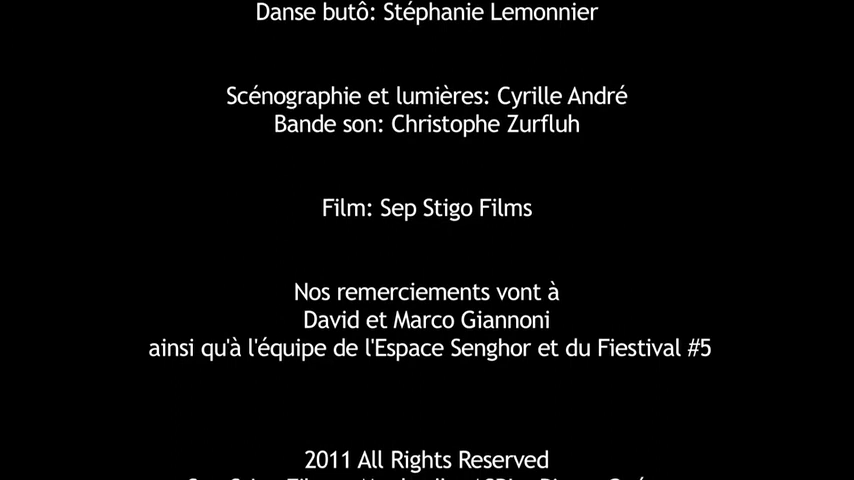 Danse butô: Stéphanie Lemonnier
Scénographie et lumières: Cyrille André
Bande son: Christophe Zurfluh
Film: Sep Stigo Films
Nos remerciements vont à
David et Marco Giannoni
ainsi qu'à l'équipe de l'Espace Senghor et du Fiestival #5
2011 All Rights Reserved